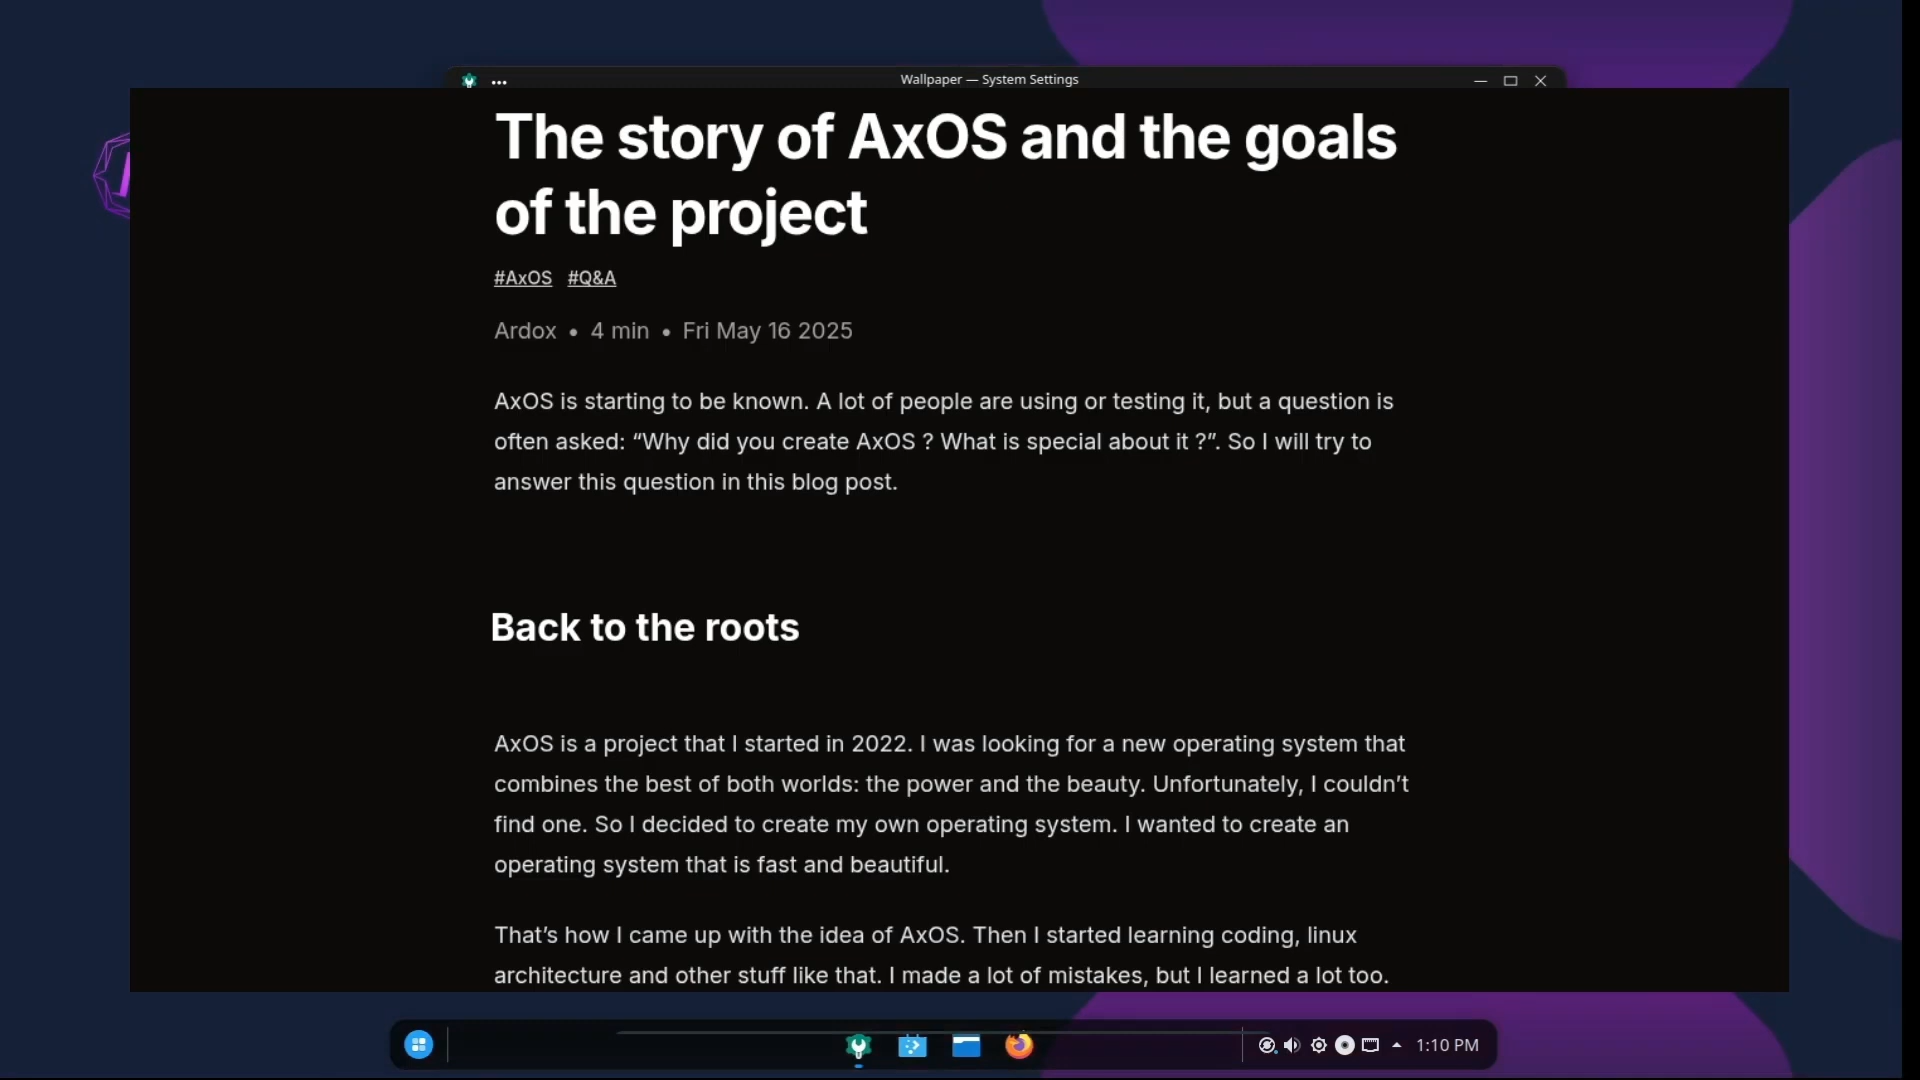 Wallpaper — System Settings
The story of AxOS and the goals
of the project
#AxOS #Q&A
Ardox • 4 min • Fri May 16 2025
AxOS is starting to be known. A lot of people are using or testing it, but a question is
often asked: “Why did you create AxOS ? What is special about it ?”. So I will try to
answer this question in this blog post.
Back to the roots
AxOS is a project that I started in 2022. I was looking for a new operating system that
combines the best of both worlds: the power and the beauty. Unfortunately, I couldn’t
find one. So I decided to create my own operating system. I wanted to create an
operating system that is fast and beautiful.
That’s how I came up with the idea of AxOS. Then I started learning coding, linux
architecture and other stuff like that. I made a lot of mistakes, but I learned a lot too.
1:10 PM